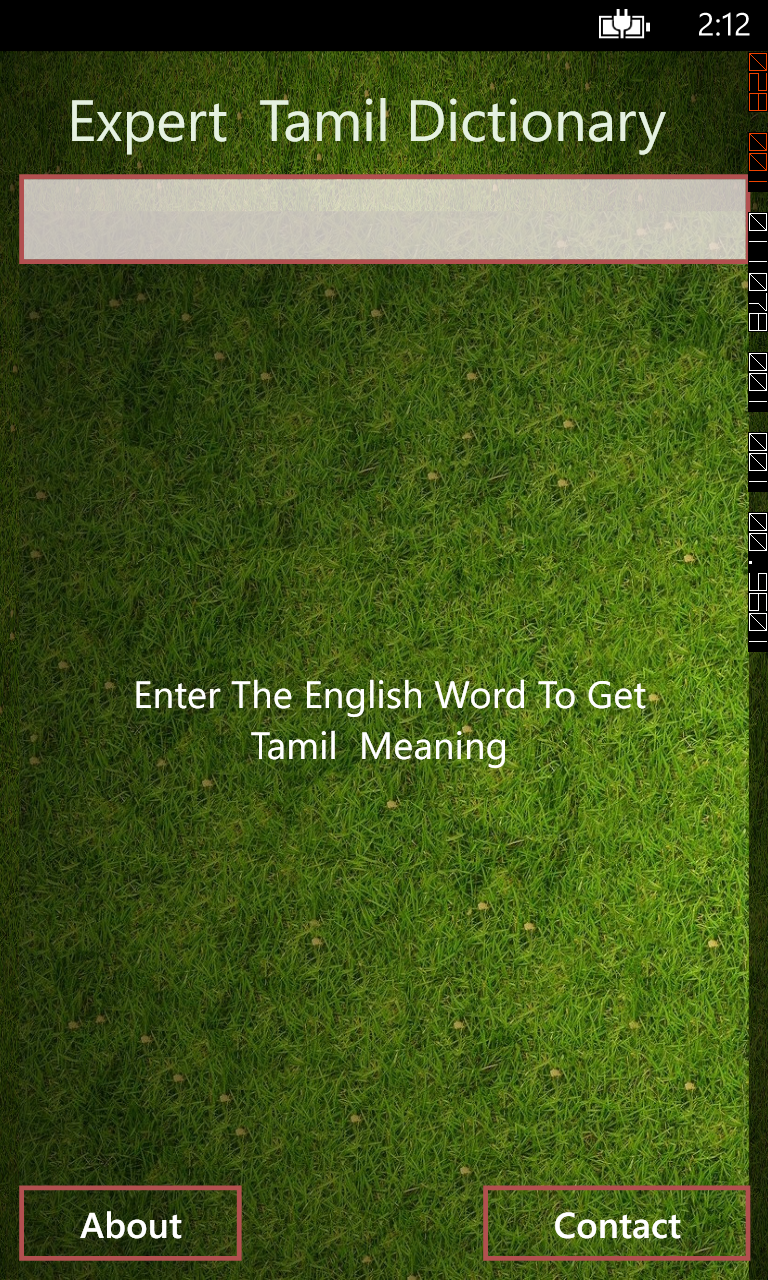 2:12
Expert  Tamil Dictionary
Enter The English Word To Get
Tamil  Meaning
About
Contact